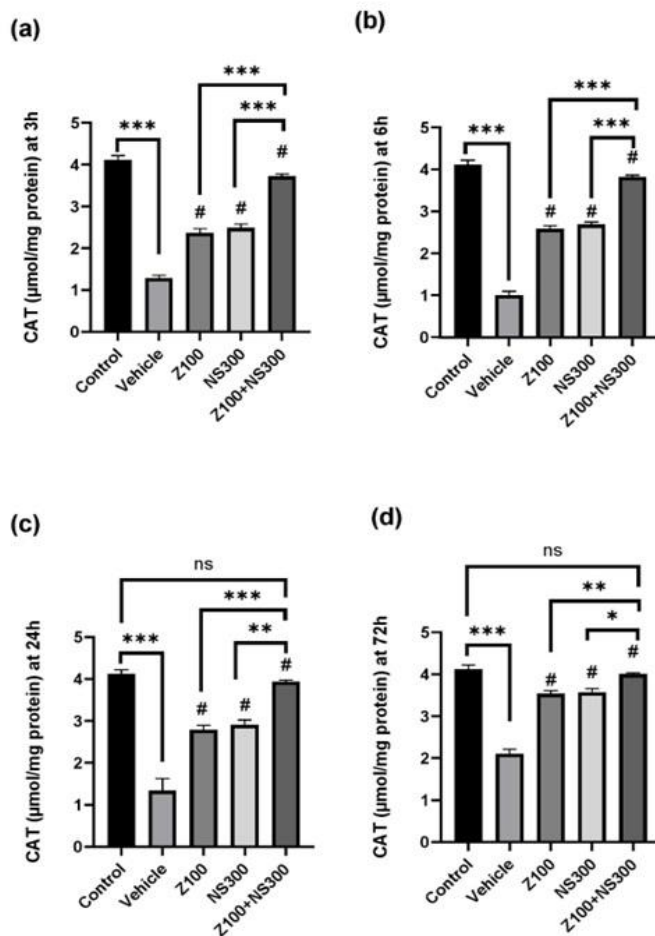 (a)
***
***
***
#
#
#
CAT (µmol/mg protein) at 3h
5
4
3
2
1
0
Control
Vehicle
Z100
NS300
Z100+NS300
(b)
***
***
***
#
#
#
CAT (µmol/mg protein) at 6h
5
4
3
2
1
0
Control
Vehicle
Z100
NS300
Z100+NS300
(c)
ns
***
***
**
#
#
#
CAT (µmol/mg protein) at 24h
5
4
3
2
1
0
Control
Vehicle
Z100
NS300
Z100+NS300
(d)
ns
**
***
*
#
#
#
CAT (µmol/mg protein) at 72h
5
4
3
2
1
0
Control
Vehicle
Z100
NS300
Z100+NS300